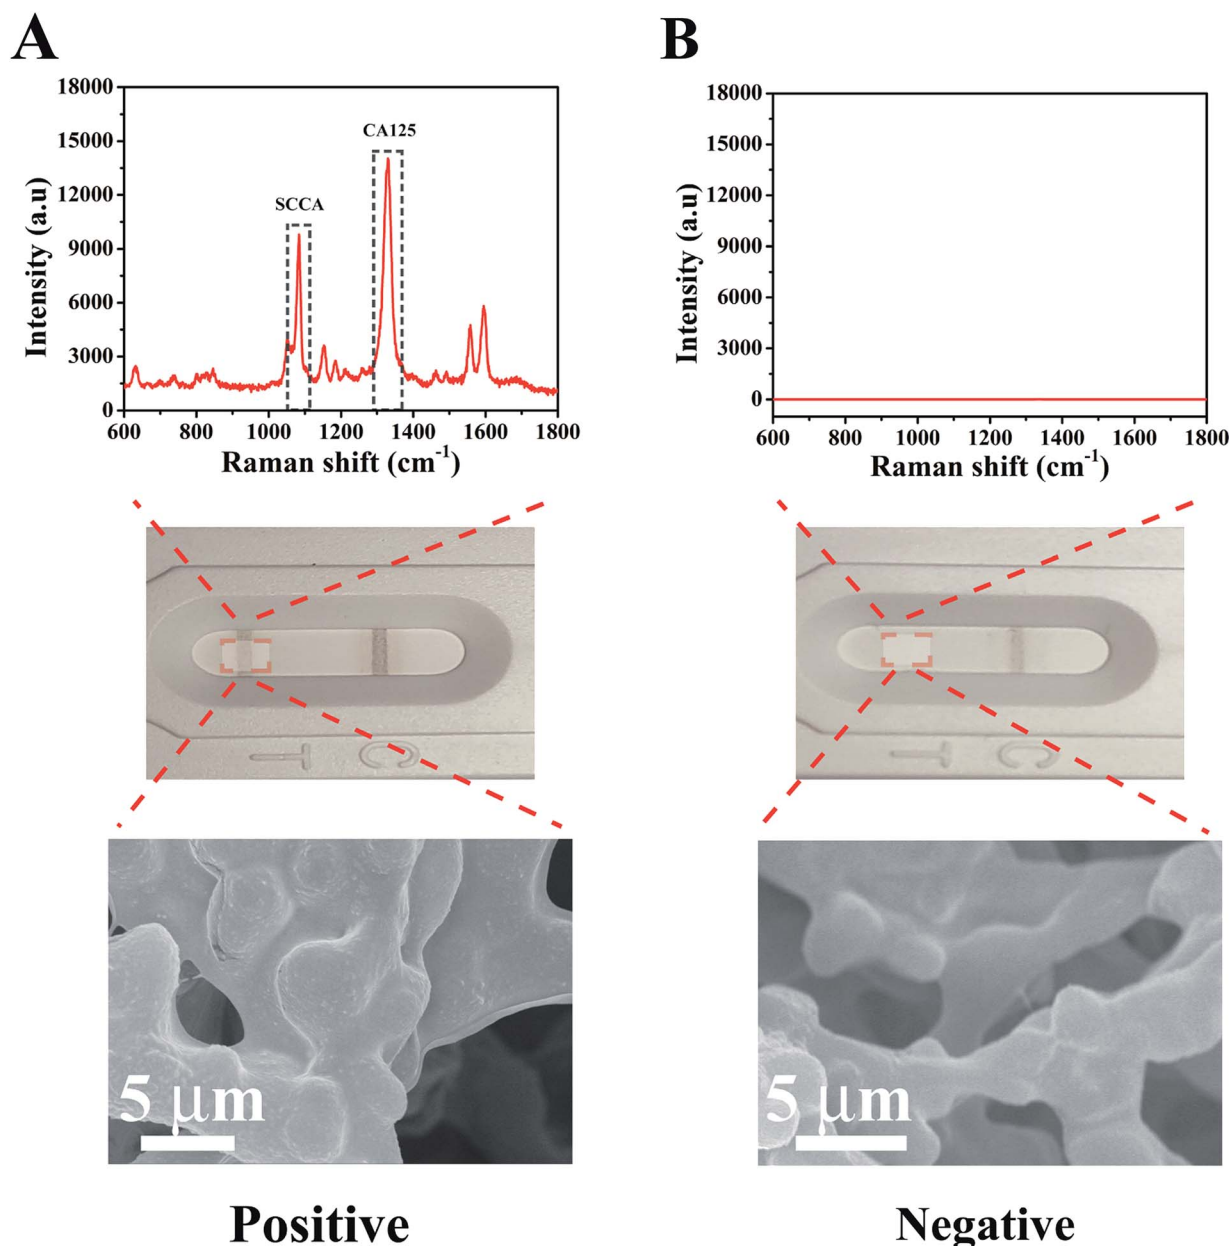 A
B
18000
15000
12000
9000
6000
3000
0
Intensity (a.u)
SCCA
CA125
600 800 1000 1200 1400 1600 1800
Raman shift (cm⁻¹)
18000
15000
12000
9000
6000
3000
0
Intensity (a.u)
600 800 1000 1200 1400 1600 1800
Raman shift (cm⁻¹)
T C
T C
5 μm
5 μm
Positive
Negative